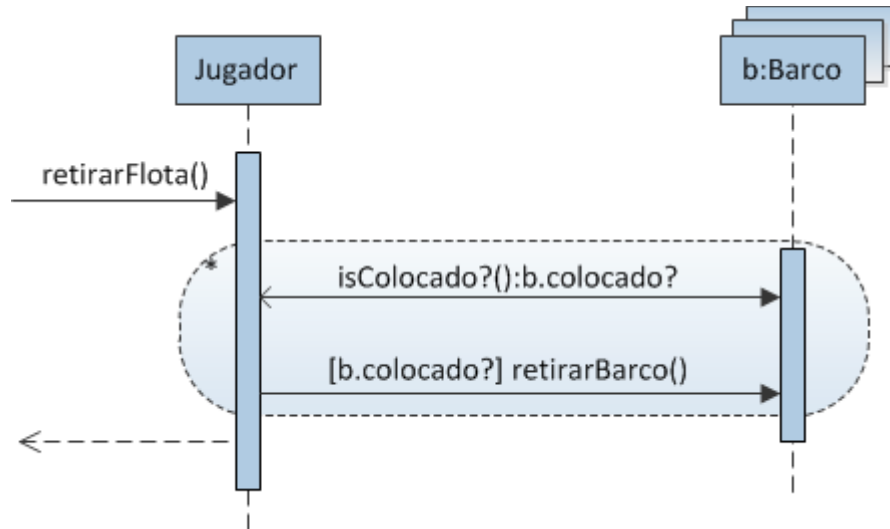 Jugador
b:Barco
retirarFlota()
*
isColocado?():b.colocado?
[b.colocado?] retirarBarco()